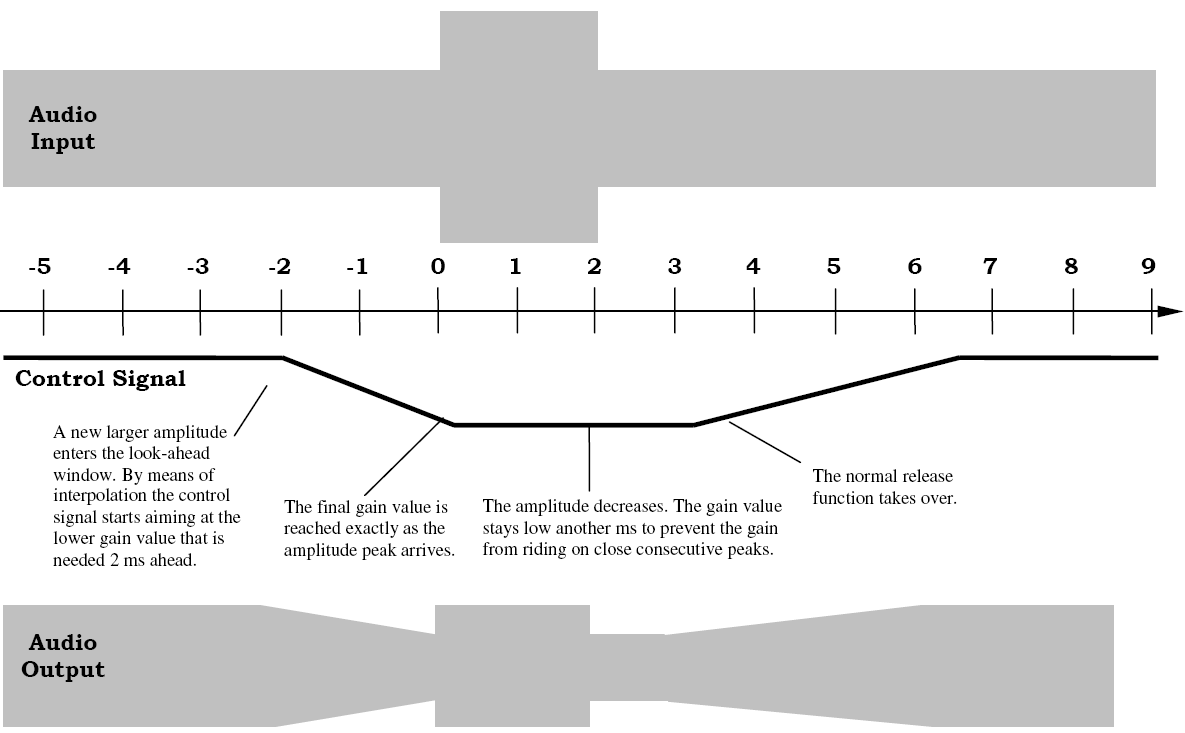 Audio
Input
-5 -4 -3 -2 -1 0 1 2 3 4 5 6 7 8 9
Control Signal
A new larger amplitude
enters the look-ahead
window. By means of
interpolation the control
signal starts aiming at the
lower gain value that is
needed 2 ms ahead.
The final gain value is
reached exactly as the
amplitude peak arrives.
The amplitude decreases. The gain value
stays low another ms to prevent the gain
from riding on close consecutive peaks.
The normal release
function takes over.
Audio
Output